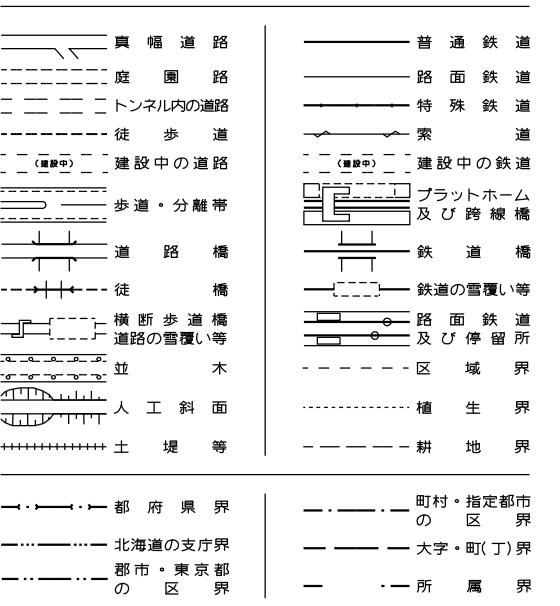 真幅道路
庭園路
トンネル内の道路
徒歩道
(建設中) 建設中の道路
歩道・分離帯
道路橋
徒橋
横断歩道橋
道路の雪覆い等
並木
人工斜面
土堤等
普通鉄道
路面鉄道
特殊鉄道
索道
(建設中) 建設中の鉄道
プラットホーム
及び跨線橋
鉄道橋
鉄道の雪覆い等
路面鉄道
及び停留所
区域界
植生界
耕地界
都府県界
北海道の支庁界
郡市・東京都
の区界
町村・指定都市
の区界
大字・町(丁)界
所属界